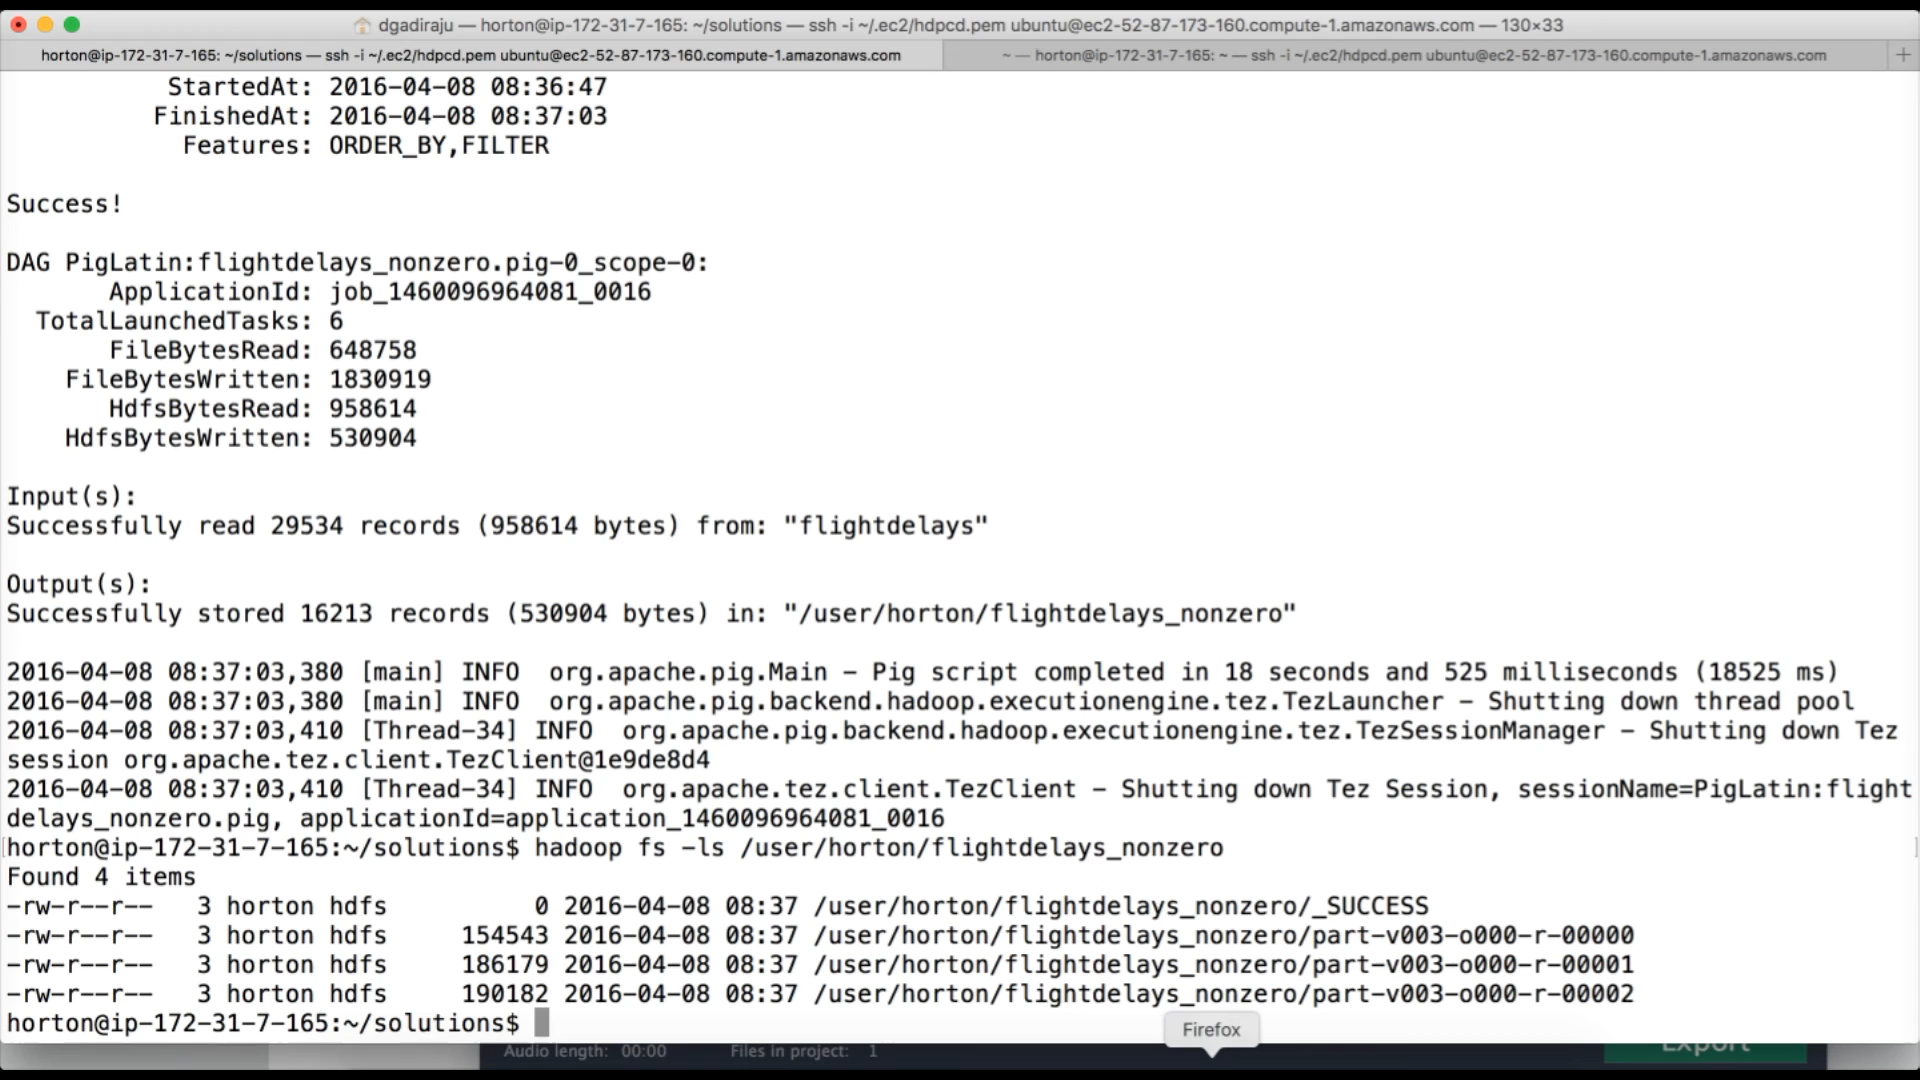 dgadiraju — horton@ip-172-31-7-165: ~/solutions — ssh -i ~/.ec2/hdpcd.pem ubuntu@ec2-52-87-173-160.compute-1.amazonaws.com — 130×33
horton@ip-172-31-7-165: ~/solutions — ssh -i ~/.ec2/hdpcd.pem ubuntu@ec2-52-87-173-160.compute-1.amazonaws.com
~ — horton@ip-172-31-7-165: ~ — ssh -i ~/.ec2/hdpcd.pem ubuntu@ec2-52-87-173-160.compute-1.amazonaws.com +
StartedAt: 2016-04-08 08:36:47
FinishedAt: 2016-04-08 08:37:03
Features: ORDER_BY,FILTER
Success!
DAG PigLatin:flightdelays_nonzero.pig-0_scope-0:
ApplicationId: job_1460096964081_0016
TotalLaunchedTasks: 6
FileBytesRead: 648758
FileBytesWritten: 1830919
HdfsBytesRead: 958614
HdfsBytesWritten: 530904
Input(s):
Successfully read 29534 records (958614 bytes) from: "flightdelays"
Output(s):
Successfully stored 16213 records (530904 bytes) in: "/user/horton/flightdelays_nonzero"
2016-04-08 08:37:03,380 [main] INFO  org.apache.pig.Main - Pig script completed in 18 seconds and 525 milliseconds (18525 ms)
2016-04-08 08:37:03,380 [main] INFO  org.apache.pig.backend.hadoop.executionengine.tez.TezLauncher - Shutting down thread pool
2016-04-08 08:37:03,410 [Thread-34] INFO  org.apache.pig.backend.hadoop.executionengine.tez.TezSessionManager - Shutting down Tez
session org.apache.tez.client.TezClient@1e9de8d4
2016-04-08 08:37:03,410 [Thread-34] INFO  org.apache.tez.client.TezClient - Shutting down Tez Session, sessionName=PigLatin:flight
delays_nonzero.pig, applicationId=application_1460096964081_0016
horton@ip-172-31-7-165:~/solutions$ hadoop fs -ls /user/horton/flightdelays_nonzero
Found 4 items
-rw-r--r--   3 horton hdfs          0 2016-04-08 08:37 /user/horton/flightdelays_nonzero/_SUCCESS
-rw-r--r--   3 horton hdfs     154543 2016-04-08 08:37 /user/horton/flightdelays_nonzero/part-v003-o000-r-00000
-rw-r--r--   3 horton hdfs     186179 2016-04-08 08:37 /user/horton/flightdelays_nonzero/part-v003-o000-r-00001
-rw-r--r--   3 horton hdfs     190182 2016-04-08 08:37 /user/horton/flightdelays_nonzero/part-v003-o000-r-00002
horton@ip-172-31-7-165:~/solutions$
Firefox
Audio length: 00:00 Files in project: 1
Export